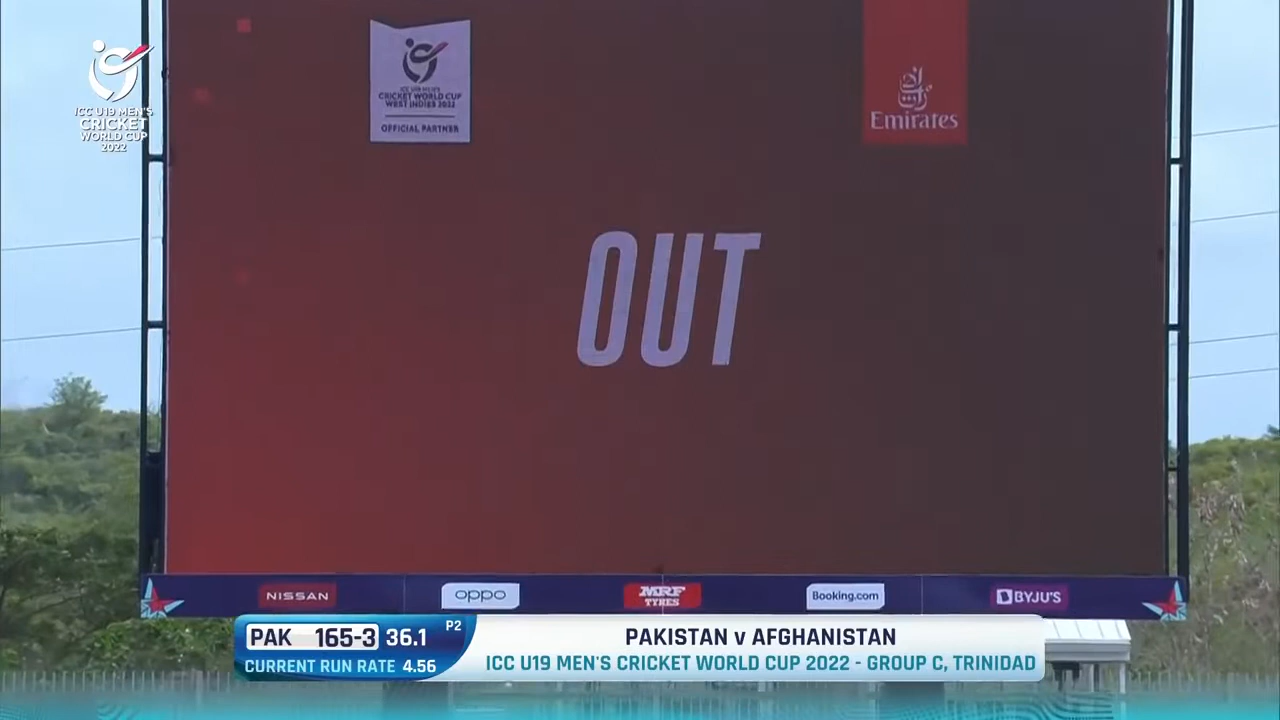 ICC U19 MEN'S
CRICKET
WORLD CUP
2022
ICC U19 MEN'S
CRICKET WORLD CUP
WEST INDIES 2022
OFFICIAL PARTNER
Emirates
OUT
NISSAN
oppo
MRF
TYRES
Booking.com
BYJU'S
PAK 165-3 36.1 P2
CURRENT RUN RATE 4.56
PAKISTAN v AFGHANISTAN
ICC U19 MEN'S CRICKET WORLD CUP 2022 - GROUP C, TRINIDAD